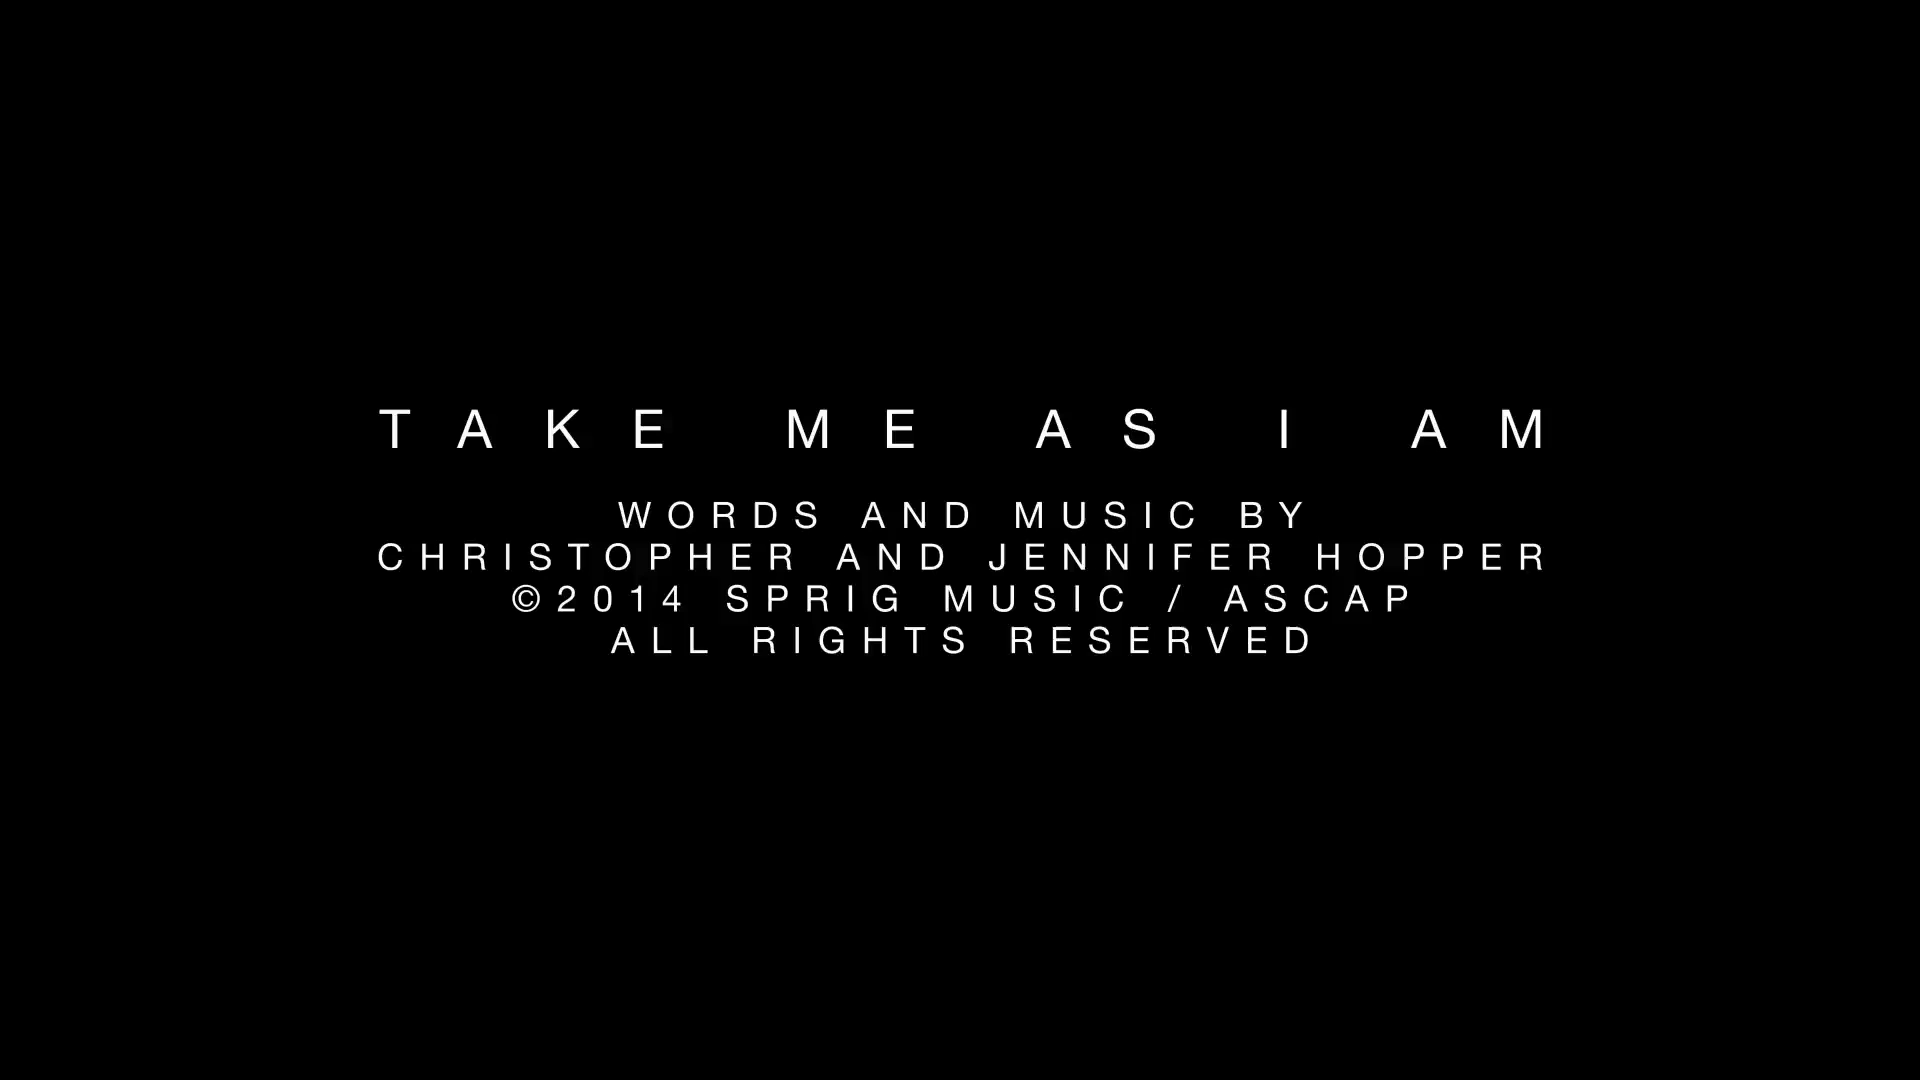 TAKE ME AS I AM
WORDS AND MUSIC BY
CHRISTOPHER AND JENNIFER HOPPER
©2014 SPRIG MUSIC / ASCAP
ALL RIGHTS RESERVED